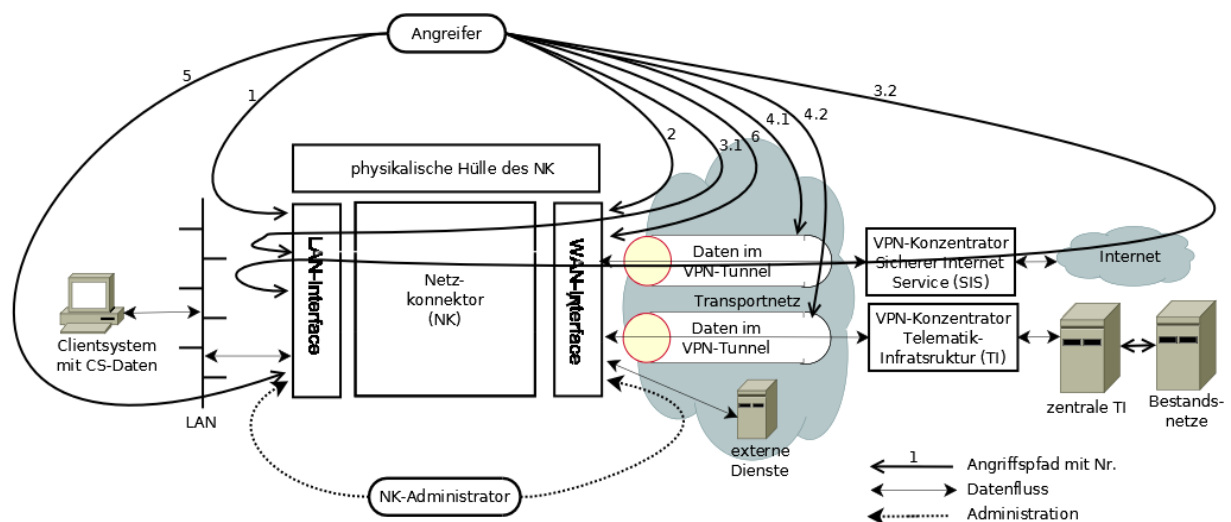 Angreifer
5
1
2
3.1
6
4.1
4.2
3.2
physikalische Hülle des NK
LAN-Interface
Netz-
konnektor
(NK)
WAN-Interface
Daten im
VPN-Tunnel
Transportnetz
Daten im
VPN-Tunnel
VPN-Konzentrator
Sicherer Internet
Service (SIS)
Internet
VPN-Konzentrator
Telematik-
Infratsruktur (TI)
Clientsystem
mit CS-Daten
LAN
zentrale TI
Bestands-
netze
externe
Dienste
NK-Administrator
1
Angriffspfad mit Nr.
Datenfluss
Administration